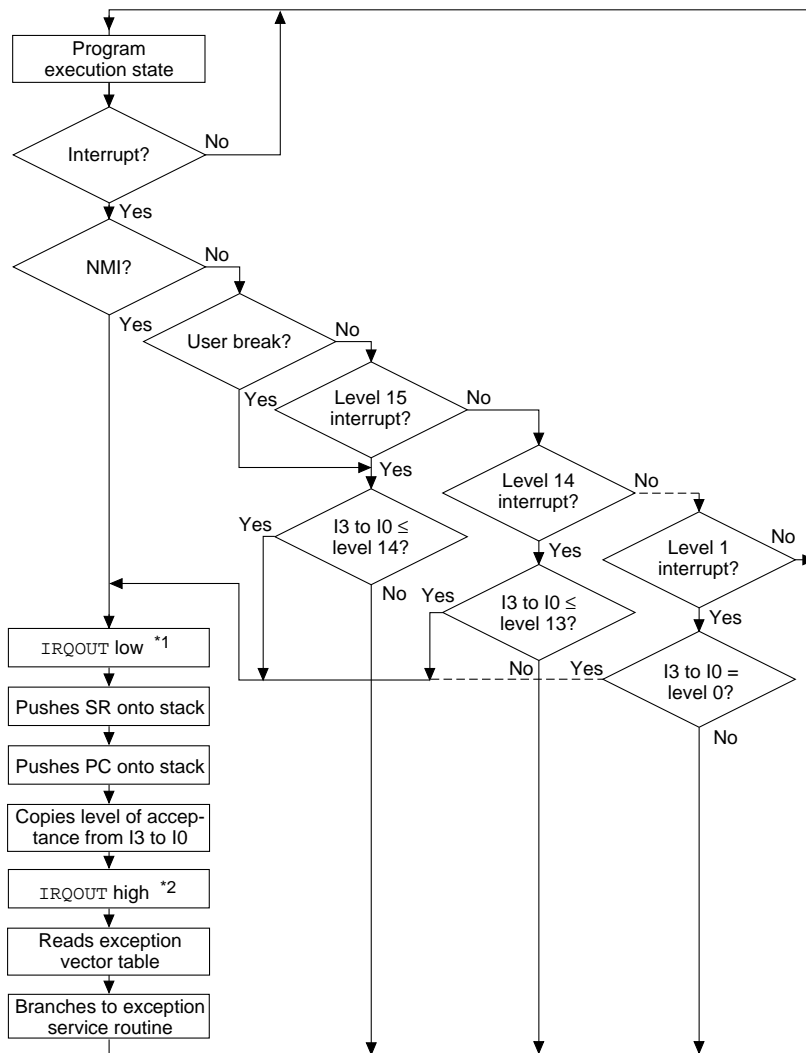 Program
execution state
No
Interrupt?
Yes
No
NMI?
Yes
No
User break?
Yes
No
Level 15
interrupt?
Yes
No
Level 14
interrupt?
Yes
No
Level 1
interrupt?
Yes
Yes
I3 to I0 ≤
level 14?
No
Yes
I3 to I0 ≤
level 13?
No
Yes
I3 to I0 =
level 0?
No
IRQOUT low *1
Pushes SR onto stack
Pushes PC onto stack
Copies level of accep-
tance from I3 to I0
IRQOUT high *2
Reads exception
vector table
Branches to exception
service routine
No